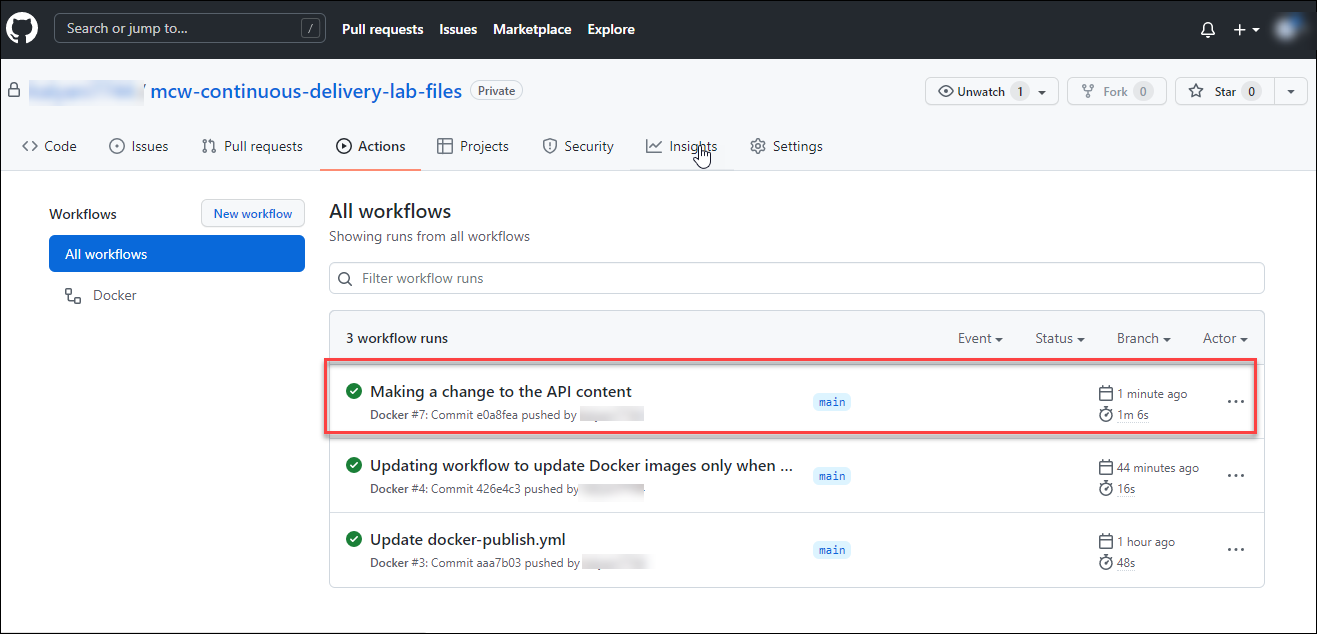 Search or jump to... /
Pull requests Issues Marketplace Explore
/ mcw-continuous-delivery-lab-files Private
Unwatch 1 Fork 0 Star 0
Code Issues Pull requests Actions Projects Security Insights Settings
Workflows New workflow
All workflows
Docker
All workflows
Showing runs from all workflows
Filter workflow runs
3 workflow runs Event Status Branch Actor
Making a change to the API content
Docker #7: Commit e0a8fea pushed by
main
1 minute ago
1m 6s
Updating workflow to update Docker images only when ...
Docker #4: Commit 426e4c3 pushed by
main
44 minutes ago
16s
Update docker-publish.yml
Docker #3: Commit aaa7b03 pushed by
main
1 hour ago
48s